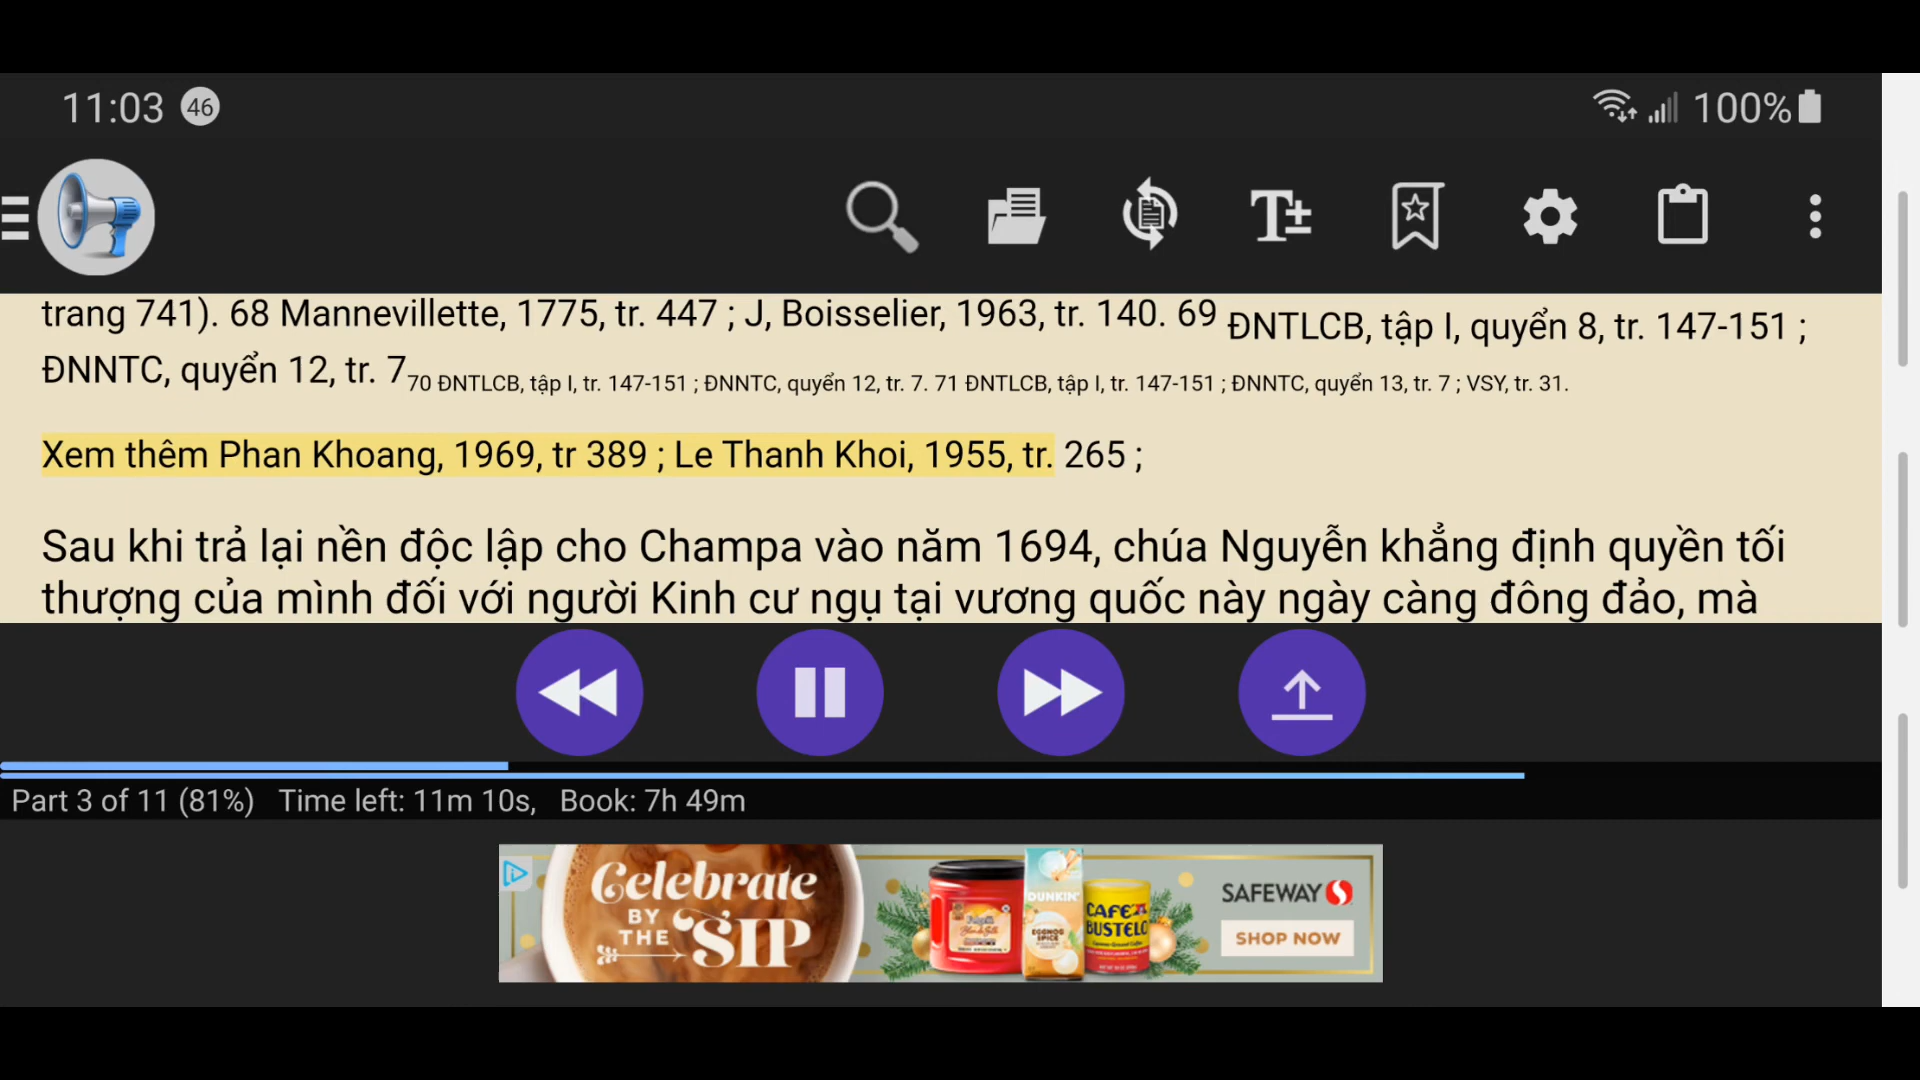 11:03 46 100%
trang 741). 68 Mannevillette, 1775, tr. 447 ; J, Boisselier, 1963, tr. 140. 69 ĐNTLCB, tập I, quyển 8, tr. 147-151 ;
ĐNNTC, quyển 12, tr. 7 70 ĐNTLCB, tập I, tr. 147-151 ; ĐNNTC, quyển 12, tr. 7. 71 ĐNTLCB, tập I, tr. 147-151 ; ĐNNTC, quyển 13, tr. 7 ; VSY, tr. 31.
Xem thêm Phan Khoang, 1969, tr 389 ; Le Thanh Khoi, 1955, tr. 265 ;
Sau khi trả lại nền độc lập cho Champa vào năm 1694, chúa Nguyễn khẳng định quyền tối
thượng của mình đối với người Kinh cư ngụ tại vương quốc này ngày càng đông đảo, mà
Part 3 of 11 (81%) Time left: 11m 10s, Book: 7h 49m
Celebrate
BY
THE SIP
DUNKIN'
EGGNOG
SPICE
CAFÉ
BUSTELO
SAFEWAY
SHOP NOW